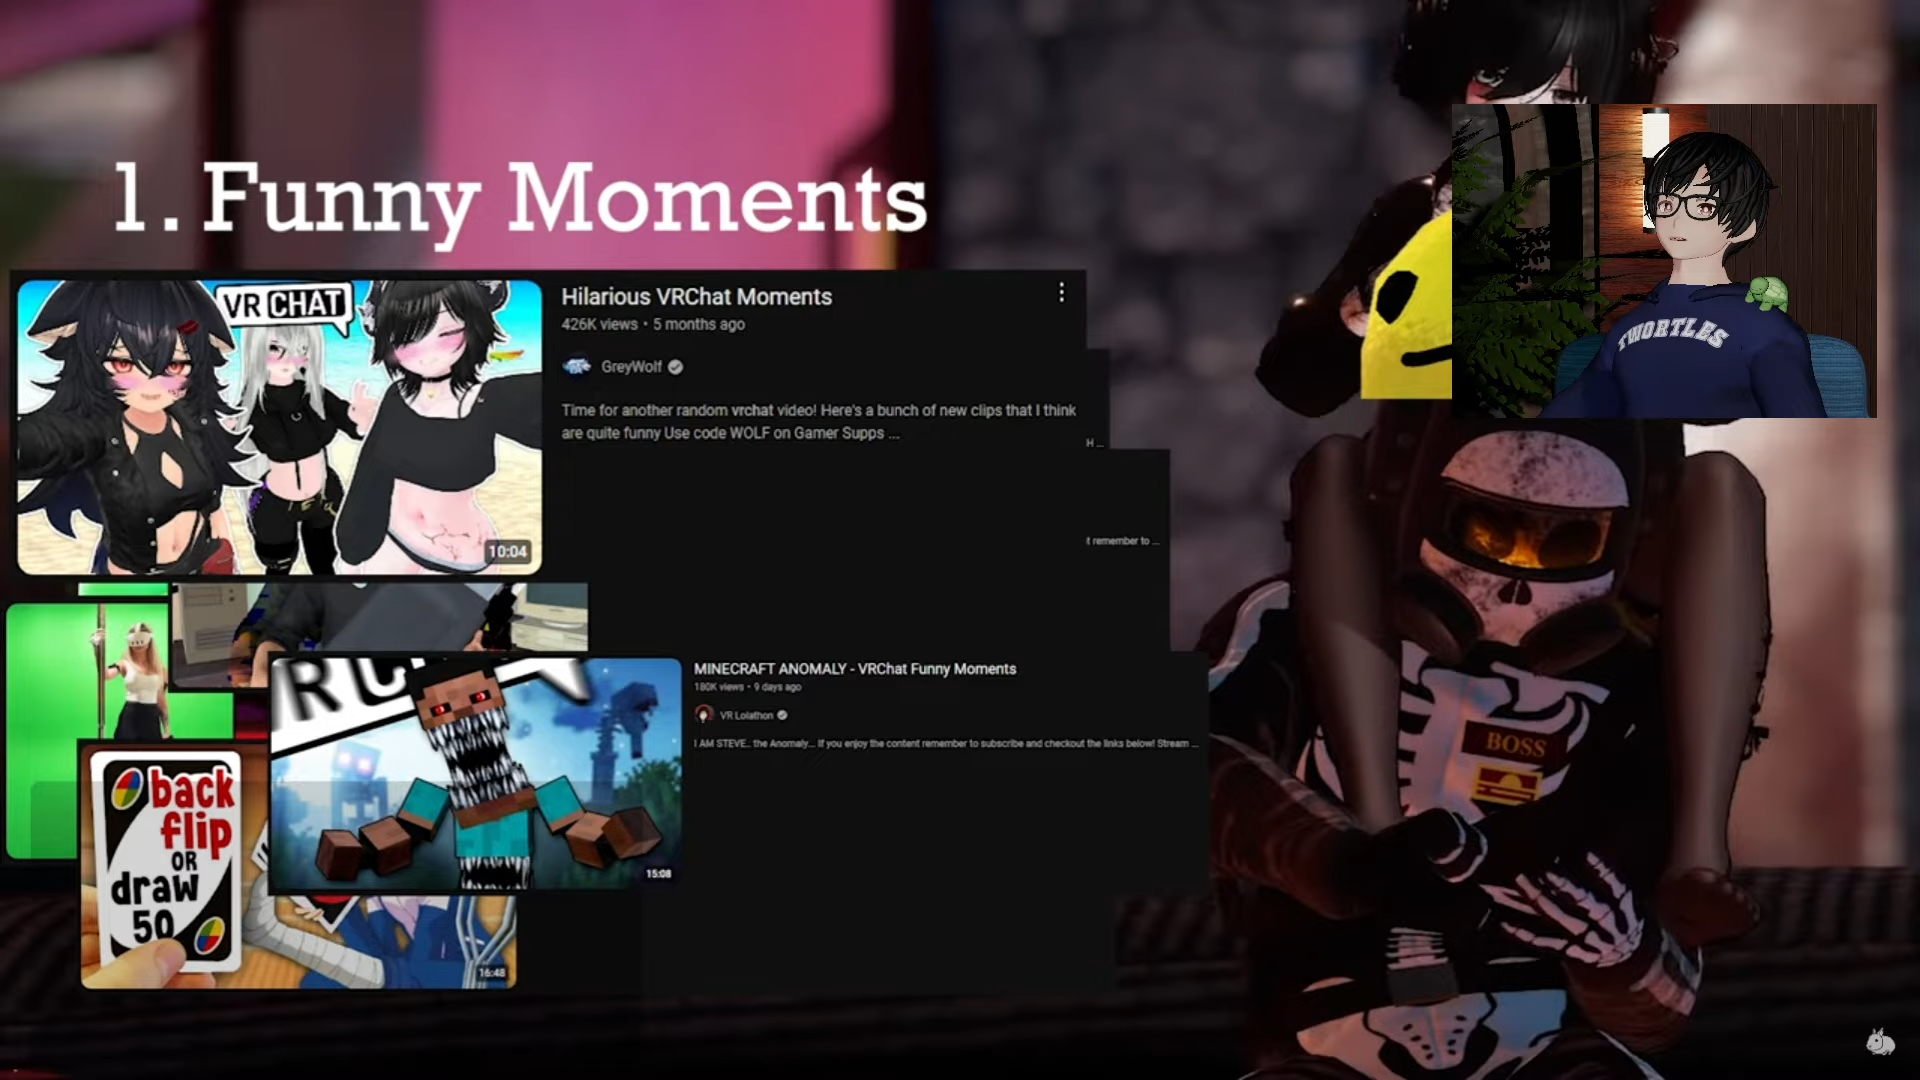 1. Funny Moments
VR CHAT
10:04
Hilarious VRChat Moments
426K views • 5 months ago
GreyWolf
Time for another random vrchat video! Here's a bunch of new clips that I think
are quite funny Use code WOLF on Gamer Supps ...
H ...
t remember to ...
TWORTLES
MINECRAFT ANOMALY - VRChat Funny Moments
180K views • 9 days ago
VR Lolathon
I AM STEVE... the Anomaly... If you enjoy the content remember to subscribe and checkout the links below! Stream ...
15:08
back
flip
OR
draw
50
16:48
BOSS